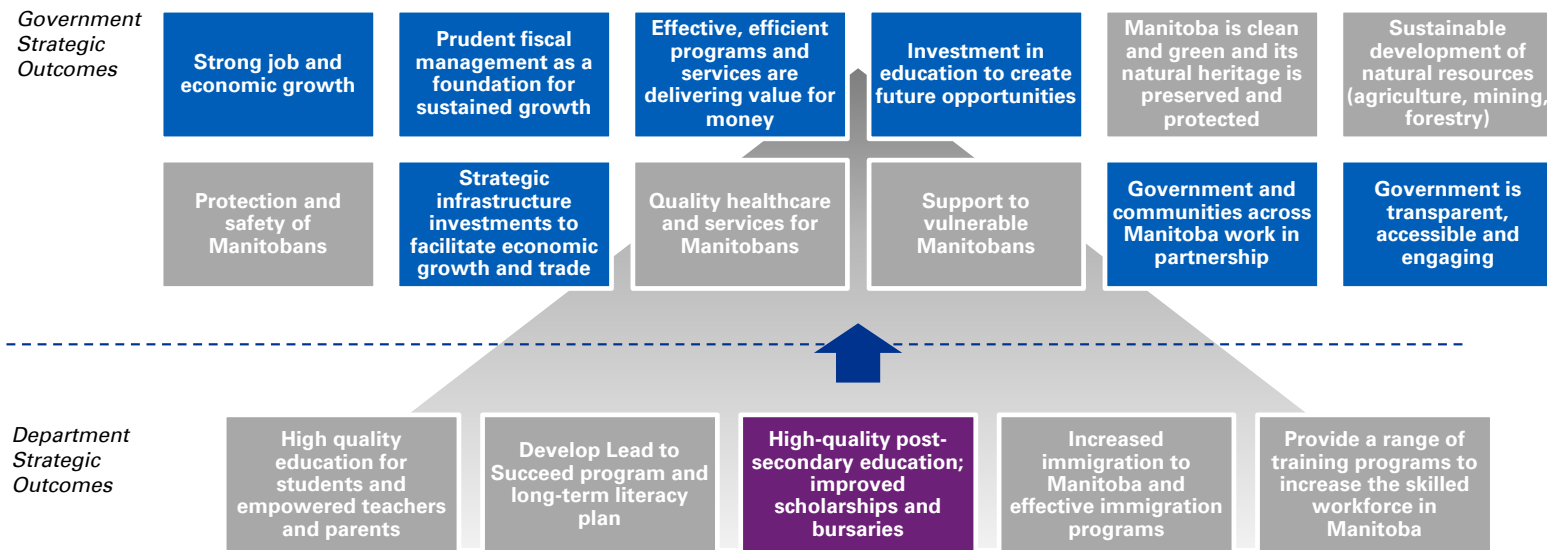 Government
Strategic
Outcomes
Strong job and
economic growth
Prudent fiscal
management as a
foundation for
sustained growth
Effective, efficient
programs and
services are
delivering value for
money
Investment in
education to create
future opportunities
Manitoba is clean
and green and its
natural heritage is
preserved and
protected
Sustainable
development of
natural resources
(agriculture, mining,
forestry)
Protection and
safety of
Manitobans
Strategic
infrastructure
investments to
facilitate economic
growth and trade
Quality healthcare
and services for
Manitobans
Support to
vulnerable
Manitobans
Government and
communities across
Manitoba work in
partnership
Government is
transparent,
accessible and
engaging
Department
Strategic
Outcomes
High quality
education for
students and
empowered teachers
and parents
Develop Lead to
Succeed program and
long-term literacy
plan
High-quality post-
secondary education;
improved
scholarships and
bursaries
Increased
immigration to
Manitoba and
effective immigration
programs
Provide a range of
training programs to
increase the skilled
workforce in
Manitoba